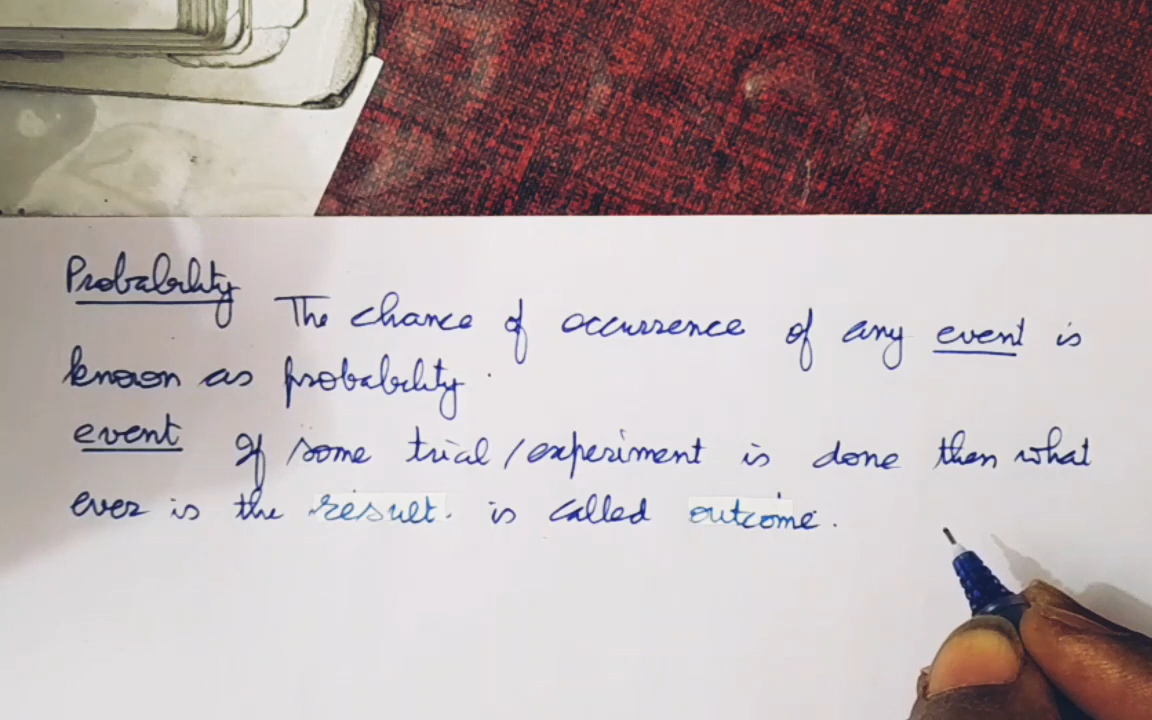 Probability The chance of occurrence of any event is
known as probability.
event If some trial/experiment is done then what
ever is the result. is called outcome.